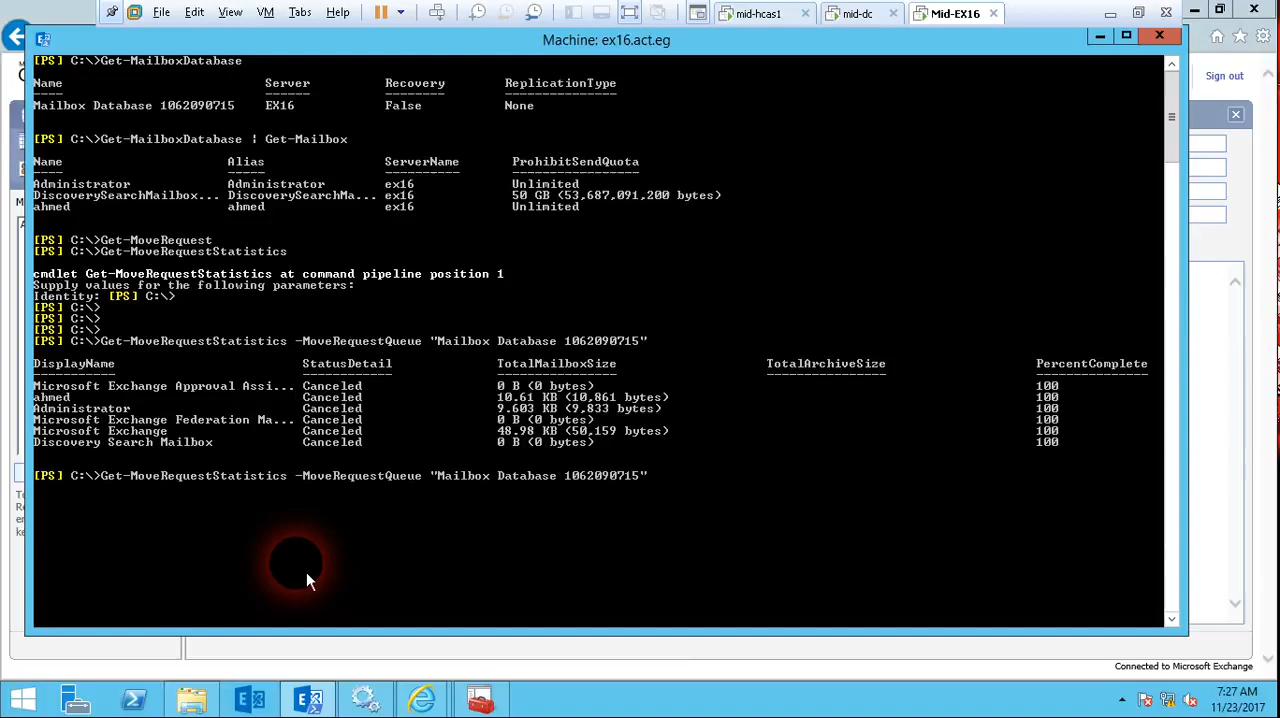 File Edit View VM Tabs Help
mid-hcas1
mid-dc
Mid-EX16
Machine: ex16.act.eg
Sign out
[PS] C:\>Get-MailboxDatabase
Name Server Recovery ReplicationType
---- ------ -------- ---------------
Mailbox Database 1062090715 EX16 False None
[PS] C:\>Get-MailboxDatabase | Get-Mailbox
Name Alias ServerName ProhibitSendQuota
---- ----- ---------- -----------------
Administrator Administrator ex16 Unlimited
DiscoverySearchMailbox... DiscoverySearchMa... ex16 50 GB (53,687,091,200 bytes)
ahmed ahmed ex16 Unlimited
[PS] C:\>Get-MoveRequest
[PS] C:\>Get-MoveRequestStatistics
cmdlet Get-MoveRequestStatistics at command pipeline position 1
Supply values for the following parameters:
Identity: [PS] C:\>
[PS] C:\>
[PS] C:\>
[PS] C:\>
[PS] C:\>Get-MoveRequestStatistics -MoveRequestQueue "Mailbox Database 1062090715"
DisplayName StatusDetail TotalMailboxSize TotalArchiveSize PercentComplete
----------- ------------ ---------------- ---------------- ---------------
Microsoft Exchange Approval Assi... Canceled 0 B (0 bytes) 100
ahmed Canceled 10.61 KB (10,861 bytes) 100
Administrator Canceled 9.603 KB (9,833 bytes) 100
Microsoft Exchange Federation Ma... Canceled 0 B (0 bytes) 100
Microsoft Exchange Canceled 48.98 KB (50,159 bytes) 100
Discovery Search Mailbox Canceled 0 B (0 bytes) 100
[PS] C:\>Get-MoveRequestStatistics -MoveRequestQueue "Mailbox Database 1062090715"
Connected to Microsoft Exchange
7:27 AM
11/23/2017